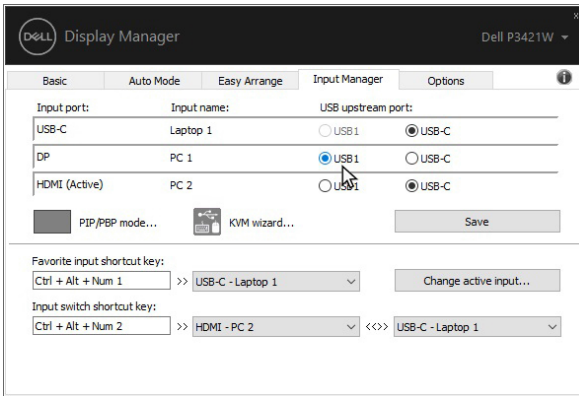 DELL Display Manager Dell P3421W
Basic Auto Mode Easy Arrange Input Manager Options
Input port: Input name: USB upstream port:
USB-C Laptop 1 USB1 USB-C
DP PC 1 USB1 USB-C
HDMI (Active) PC 2 USB1 USB-C
PIP/PBP mode... KVM wizard... Save
Favorite input shortcut key:
Ctrl + Alt + Num 1 >> USB-C - Laptop 1 Change active input...
Input switch shortcut key:
Ctrl + Alt + Num 2 >> HDMI - PC 2 <<>> USB-C - Laptop 1